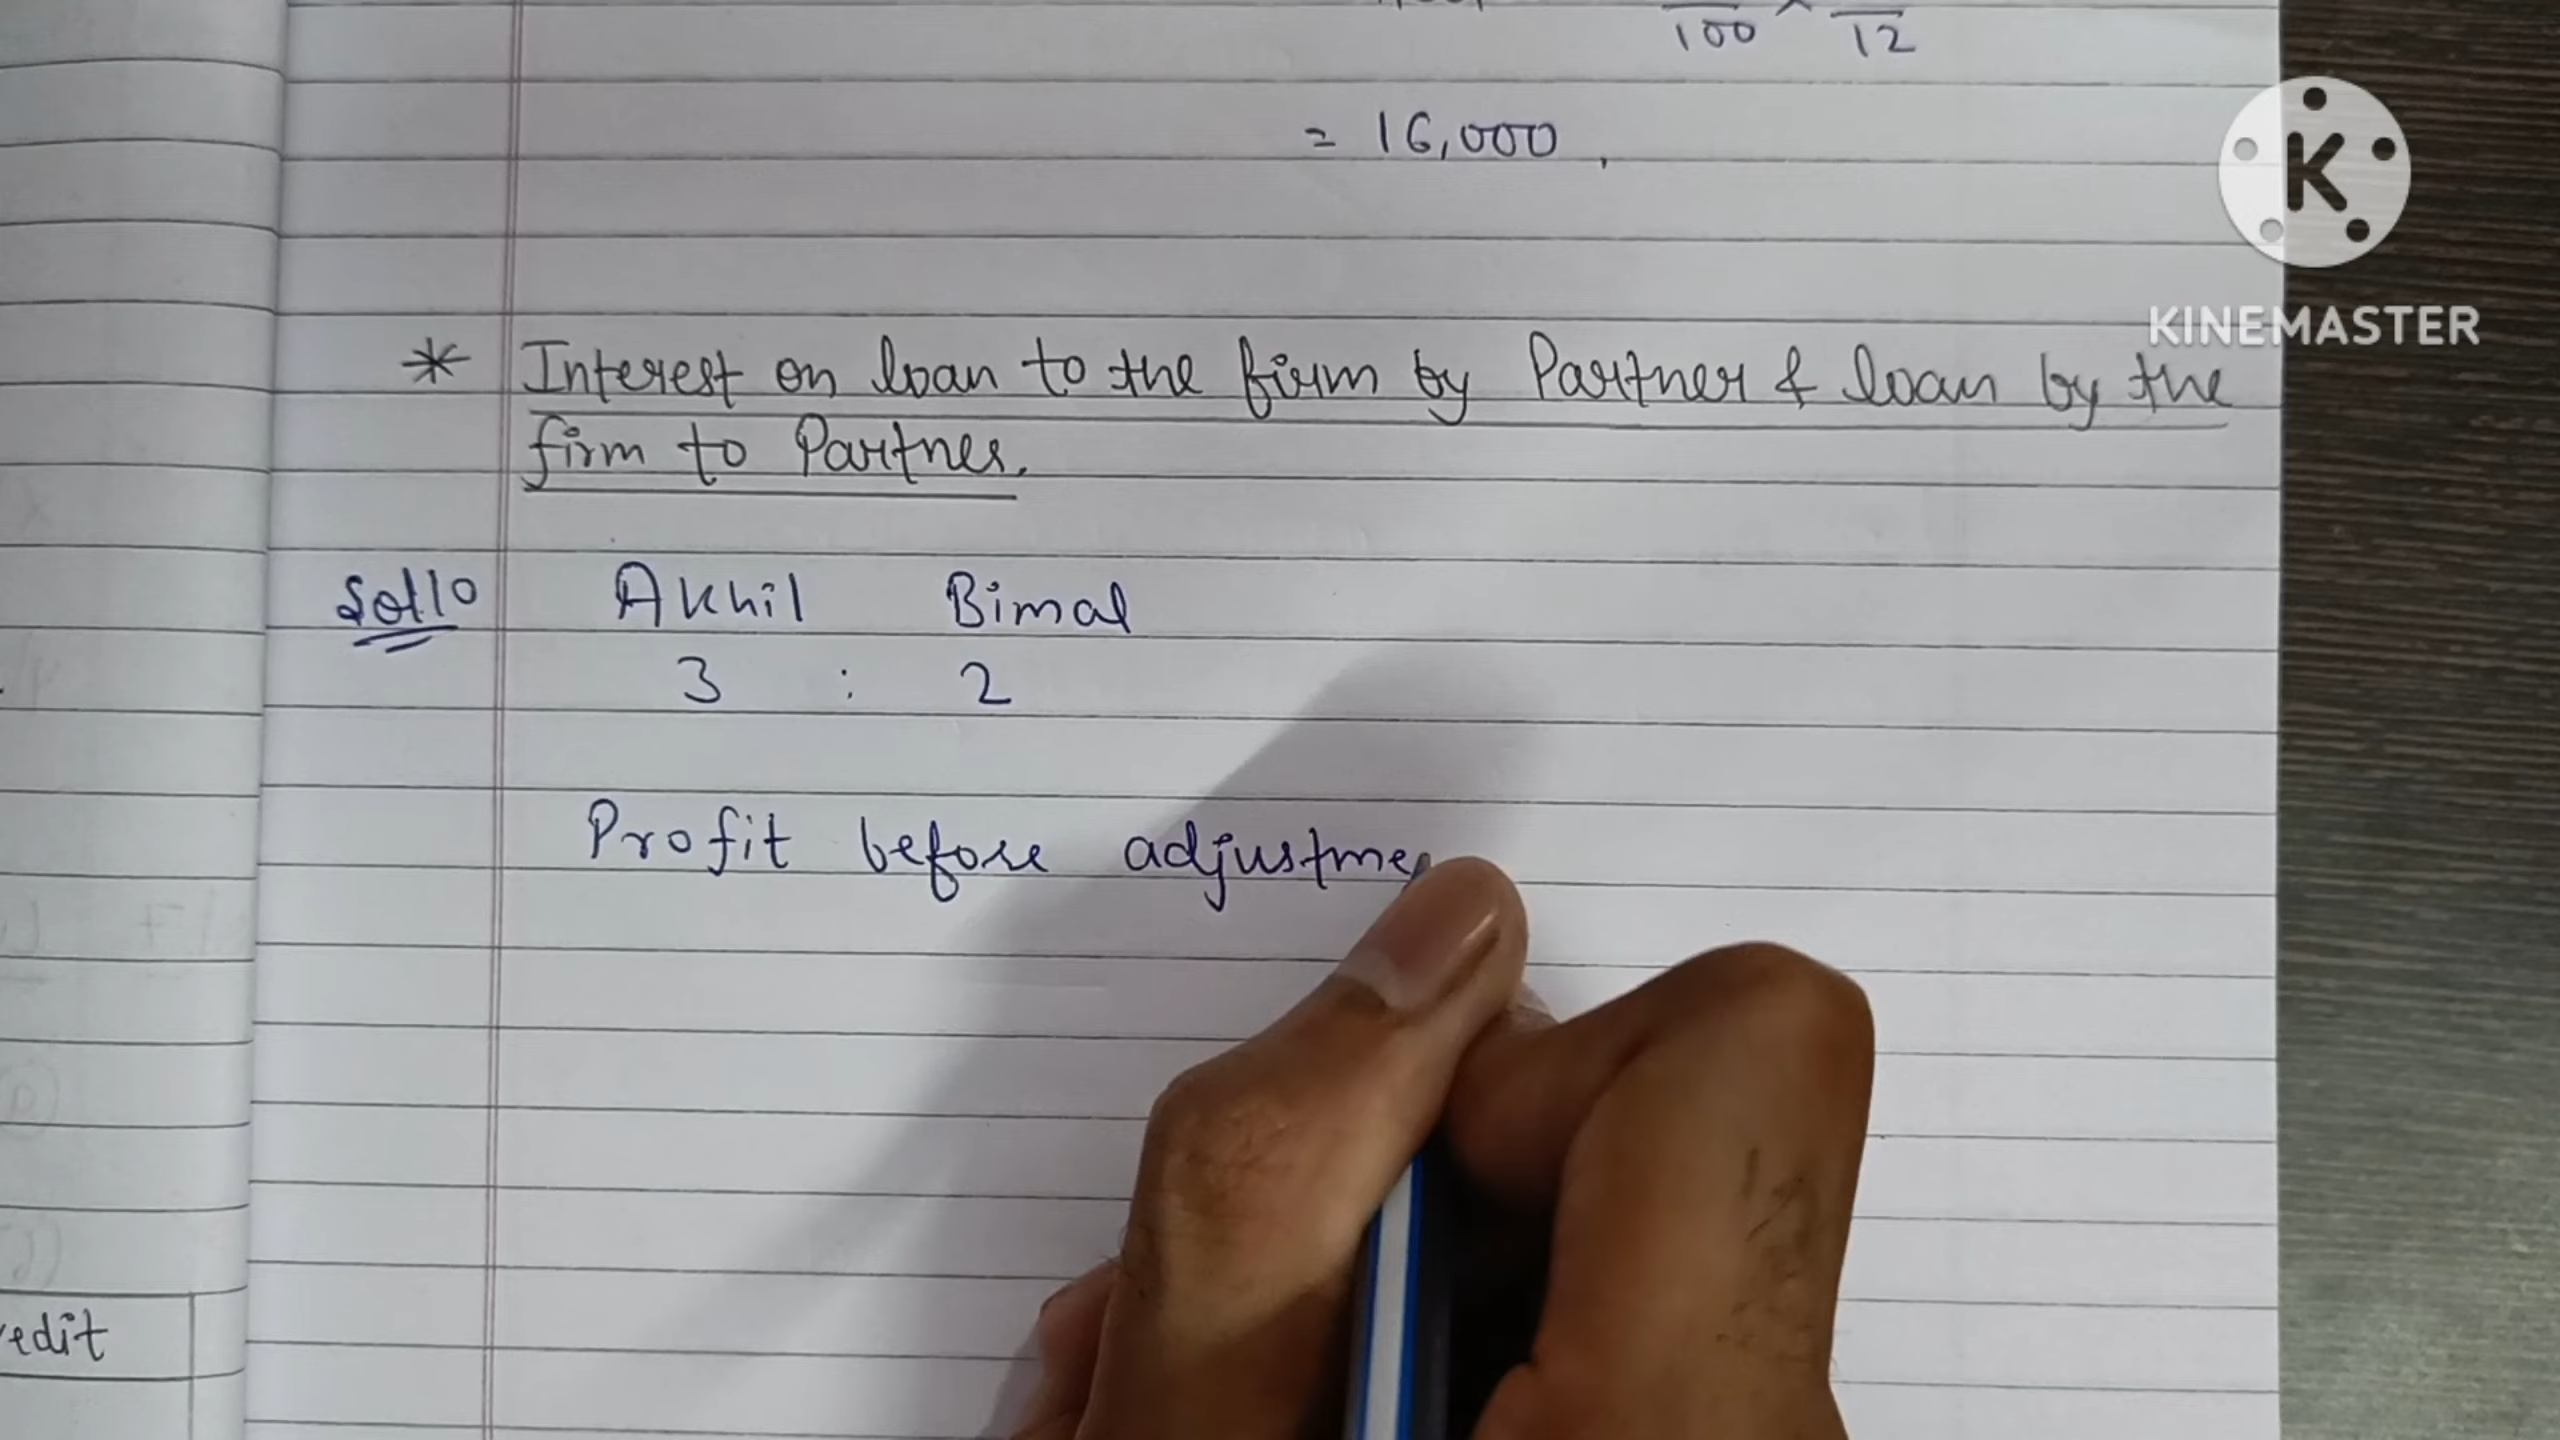 100 × 12
= 16,000
K
KINEMASTER
* Interest on loan to the firm by Partner & loan by the
firm to Partner.
Sol10 Akhil Bimal
3 : 2
Profit before adjustme
edit